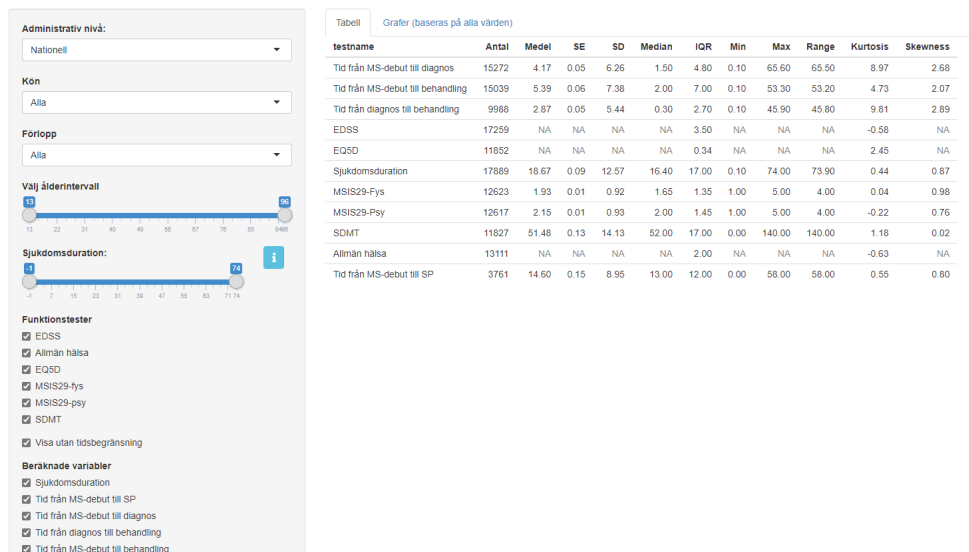 Administrativ nivå:
Nationell
Kön
Alla
Förlopp
Alla
Välj ålderintervall
13 96
13 22 31 40 49 58 67 76 85 9496
Sjukdomsduration: i
-1 74
-1 7 15 23 31 39 47 55 63 71 74
Funktionstester
EDSS
Allmän hälsa
EQ5D
MSIS29-fys
MSIS29-psy
SDMT
Visa utan tidsbegränsning
Beräknade variabler
Sjukdomsduration
Tid från MS-debut till SP
Tid från MS-debut till diagnos
Tid från diagnos till behandling
Tid från MS-debut till behandling
Tabell Grafer (baseras på alla värden)
testname Antal Medel SE SD Median IQR Min Max Range Kurtosis Skewness
Tid från MS-debut till diagnos 15272 4.17 0.05 6.26 1.50 4.80 0.10 65.60 65.50 8.97 2.68
Tid från MS-debut till behandling 15039 5.39 0.06 7.38 2.00 7.00 0.10 53.30 53.20 4.73 2.07
Tid från diagnos till behandling 9988 2.87 0.05 5.44 0.30 2.70 0.10 45.90 45.80 9.81 2.89
EDSS 17259 NA NA NA NA 3.50 NA NA NA -0.58 NA
EQ5D 11852 NA NA NA NA 0.34 NA NA NA 2.45 NA
Sjukdomsduration 17889 18.67 0.09 12.57 16.40 17.00 0.10 74.00 73.90 0.44 0.87
MSIS29-Fys 12623 1.93 0.01 0.92 1.65 1.35 1.00 5.00 4.00 0.04 0.98
MSIS29-Psy 12617 2.15 0.01 0.93 2.00 1.45 1.00 5.00 4.00 -0.22 0.76
SDMT 11827 51.48 0.13 14.13 52.00 17.00 0.00 140.00 140.00 1.18 0.02
Allmän hälsa 13111 NA NA NA NA 2.00 NA NA NA -0.63 NA
Tid från MS-debut till SP 3761 14.60 0.15 8.95 13.00 12.00 0.00 58.00 58.00 0.55 0.80